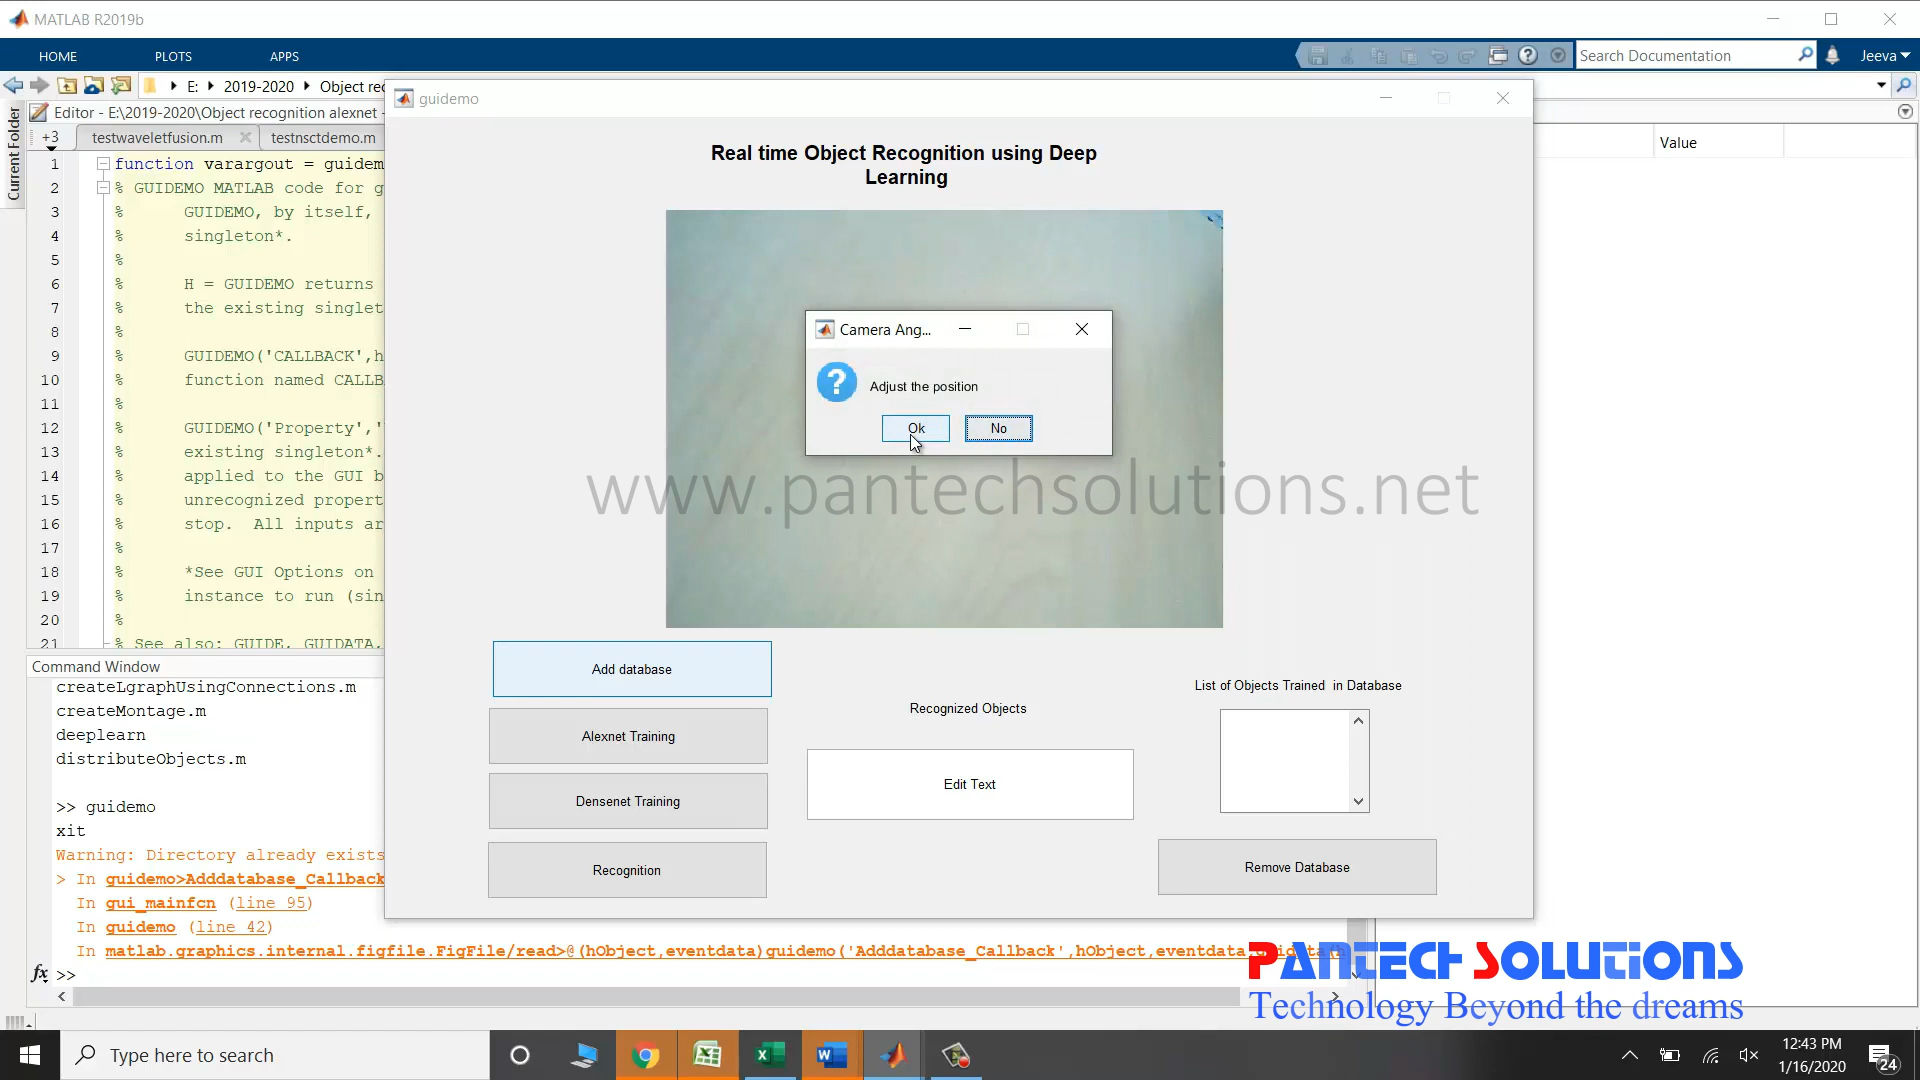 MATLAB R2019b
HOME
PLOTS
APPS
Search Documentation
Jeeva
E:
2019-2020
Object rec
Editor - E:\2019-2020\Object recognition alexnet -
guidemo
+3
testwaveletfusion.m
testnsctdemo.m
Value
Current Folder
1 function varargout = guidem
2 % GUIDEMO MATLAB code for g
3 % GUIDEMO, by itself,
4 % singleton*.
5 %
6 % H = GUIDEMO returns
7 % the existing singlet
8 %
9 % GUIDEMO('CALLBACK',h
10 % function named CALLB
11 %
12 % GUIDEMO('Property','
13 % existing singleton*.
14 % applied to the GUI b
15 % unrecognized propert
16 % stop. All inputs ar
17 %
18 % *See GUI Options on
19 % instance to run (sin
20 %
21 % See also: GUIDE, GUIDATA,
Real time Object Recognition using Deep
Learning
Camera Ang...
?
Adjust the position
Ok
No
www.pantechsolutions.net
Add database
Alexnet Training
Densenet Training
Recognition
Recognized Objects
Edit Text
List of Objects Trained in Database
Remove Database
Command Window
createLgraphUsingConnections.m
createMontage.m
deeplearn
distributeObjects.m
>> guidemo
xit
Warning: Directory already exists
> In guidemo>Adddatabase_Callback
In gui_mainfcn (line 95)
In guidemo (line 42)
In matlab.graphics.internal.figfile.FigFile/read>@(hObject,eventdata)guidemo('Adddatabase_Callback',hObject,eventdata,guidata(h
fx >>
PANTECH SOLUTIONS
Technology Beyond the dreams
Type here to search
12:43 PM
1/16/2020
24